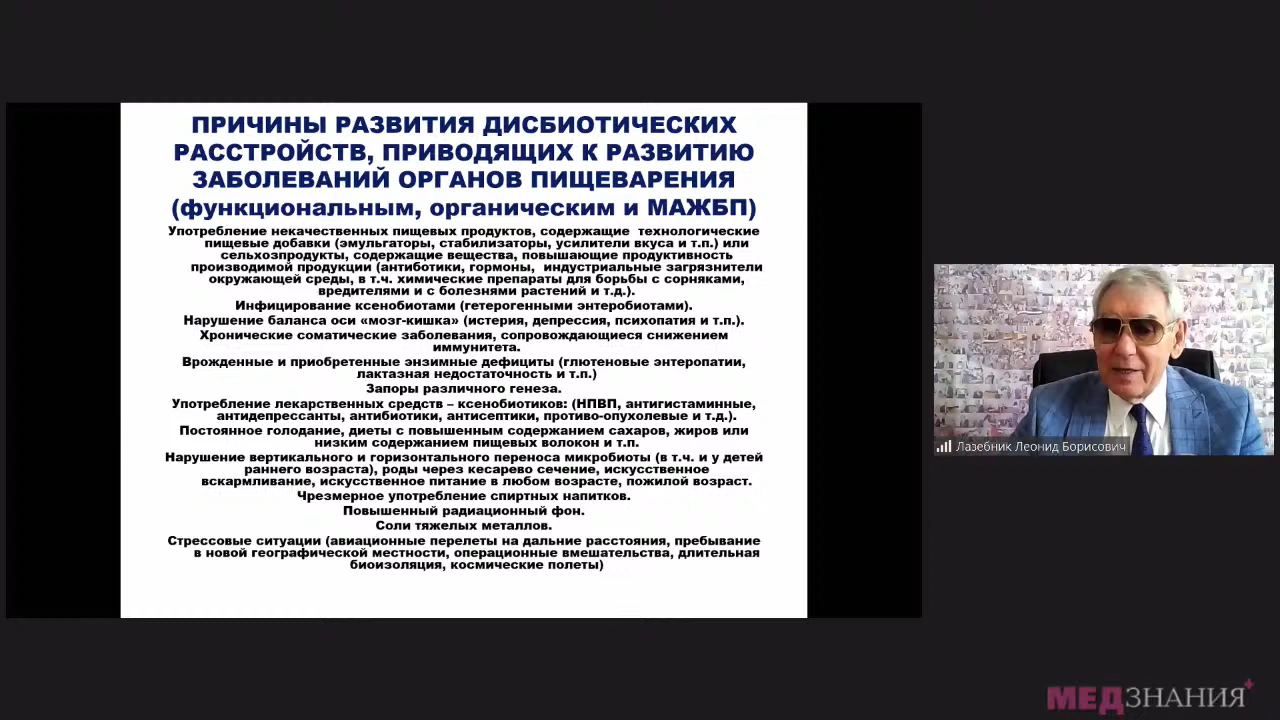 ПРИЧИНЫ РАЗВИТИЯ ДИСБИОТИЧЕСКИХ
РАССТРОЙСТВ, ПРИВОДЯЩИХ К РАЗВИТИЮ
ЗАБОЛЕВАНИЙ ОРГАНОВ ПИЩЕВАРЕНИЯ
(функциональным, органическим и МАЖБП)
Употребление некачественных пищевых продуктов, содержащие технологические
пищевые добавки (эмульгаторы, стабилизаторы, усилители вкуса и т.п.) или
сельхозпродукты, содержащие вещества, повышающие продуктивность
производимой продукции (антиботики, гормоны, индустриальные загрязнители
окружающей среды, в т.ч. химические препараты для борьбы с сорняками,
вредителями и с болезнями растений и т.д.).
Инфицирование ксенобиотами (гетерогенными энтеробиотами).
Нарушение баланса оси «мозг-кишка» (истерия, депрессия, психопатия и т.п.).
Хронические соматические заболевания, сопровождающиеся снижением
иммунитета.
Врожденные и приобретенные энзимные дефициты (глютеновые энтеропатии,
лактазная недостаточность и т.п.)
Запоры различного генеза.
Употребление лекарственных средств – ксенобиотиков: (НПВП, антигистаминные,
антидепрессанты, антибиотики, антисептики, противо-опухолевые и т.д.).
Постоянное голодание, диеты с повышенным содержанием сахаров, жиров или
низким содержанием пищевых волокон и т.п.
Нарушение вертикального и горизонтального переноса микробиоты (в т.ч. и у детей
раннего возраста), роды через кесарево сечение, искусственное
вскармливание, искусственное питание в любом возрасте, пожилой возраст.
Чрезмерное употребление спиртных напитков.
Повышенный радиационный фон.
Соли тяжелых металлов.
Стрессовые ситуации (авиационные перелеты на дальние расстояния, пребывание
в новой географической местности, операционные вмешательства, длительная
биоизоляция, космические полеты)
Лазебник Леонид Борисович
МЕДЗНАНИЯ+